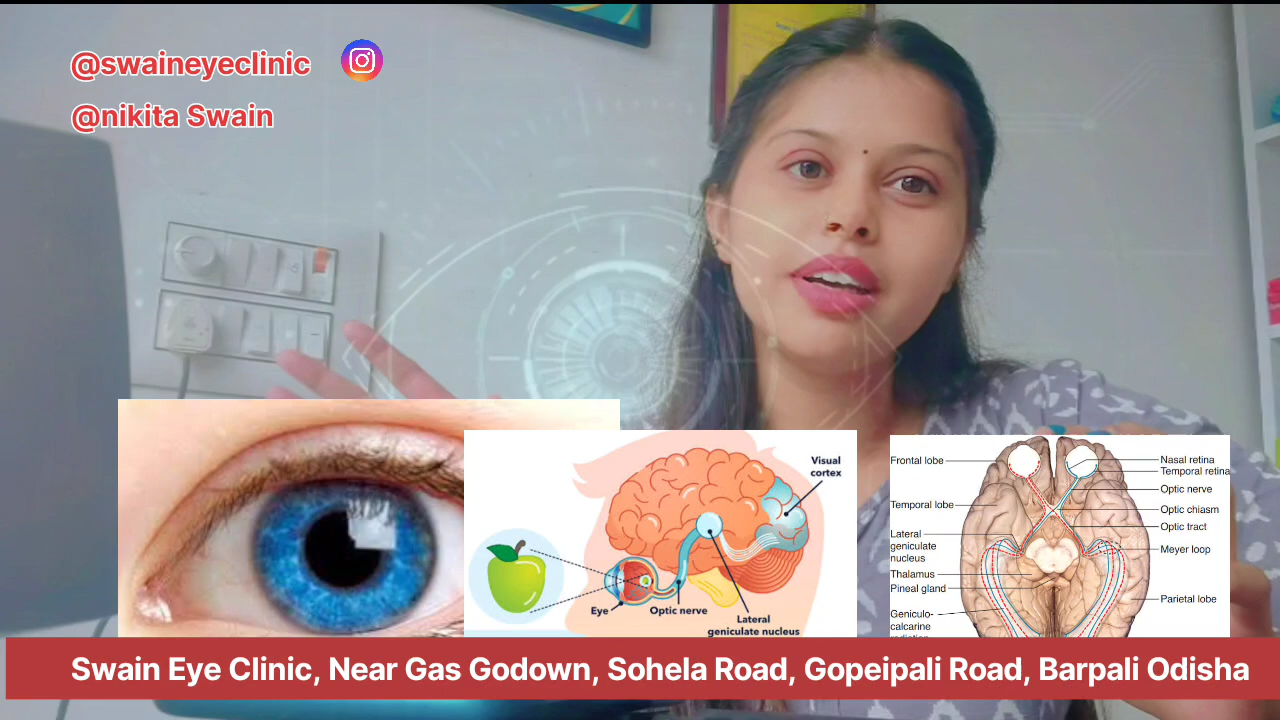 @swaineyeclinic
@nikita Swain
Visual
cortex
Eye
Optic nerve
Lateral
geniculate nucleus
Frontal lobe
Temporal lobe
Lateral
geniculate
nucleus
Thalamus
Pineal gland
Geniculo-
calcarine
Nasal retina
Temporal retina
Optic nerve
Optic chiasm
Optic tract
Meyer loop
Parietal lobe
Swain Eye Clinic, Near Gas Godown, Sohela Road, Gopeipali Road, Barpali Odisha